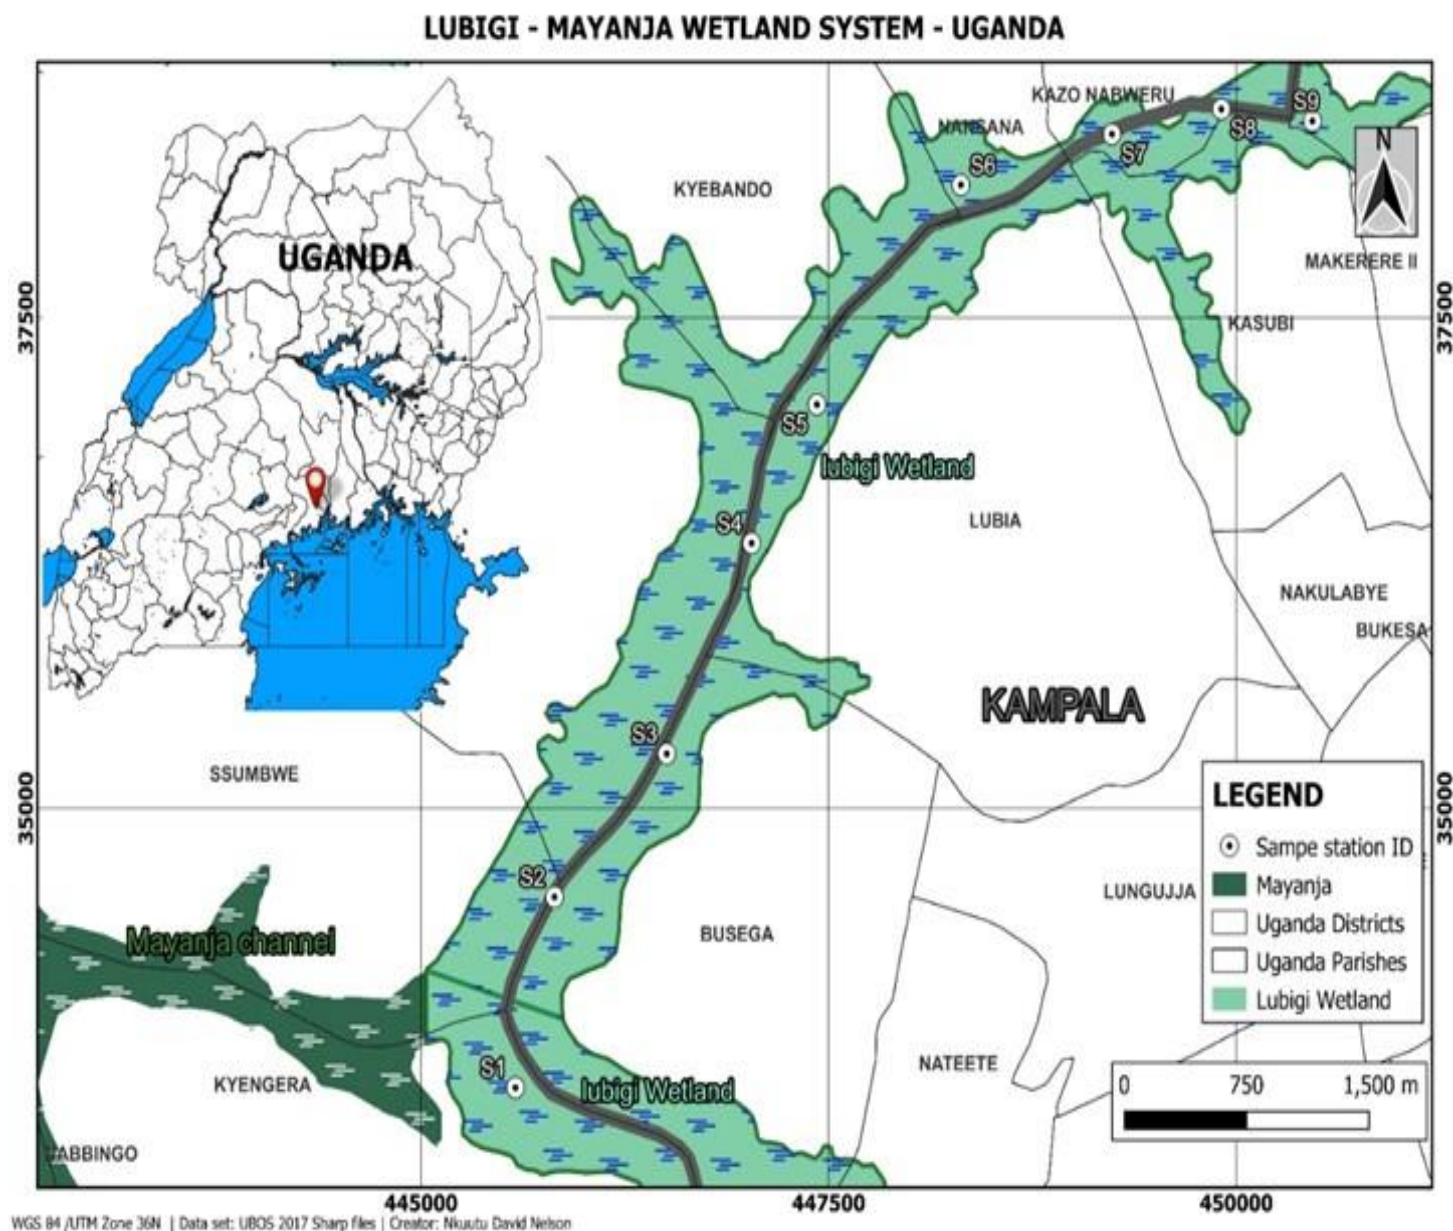 LUBIGI - MAYANJA WETLAND SYSTEM - UGANDA
KAZO NABWERU
S9
NANSANA
S8
S7
N
S6
KYEBANDO
UGANDA
MAKERERE II
37500
37500
KASUBI
S5
lubigi Wetland
S4
LUBIA
NAKULABYE
BUKESA
KAMPALA
S3
SSUMBWE
35000
35000
LEGEND
Sampe station ID
Mayanja
Uganda Districts
Uganda Parishes
Lubigi Wetland
S2
LUNGUJJA
BUSEGA
Mayanja channel
NATEETE
S1
KYENGERA
lubigi Wetland
0 750 1,500 m
ABBINGO
445000 447500 450000
WGS 84 /UTM Zone 36N | Data set: UBOS 2017 Sharp files | Creator: Nkuutu David Nelson